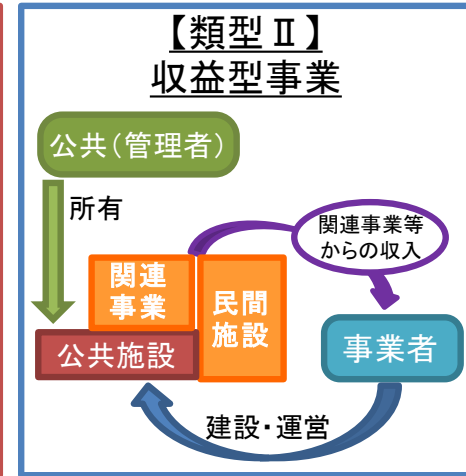 【類型Ⅱ】
収益型事業
公共(管理者)
所有
関連事業等
からの収入
関連
事業
民間
施設
公共施設
事業者
建設・運営